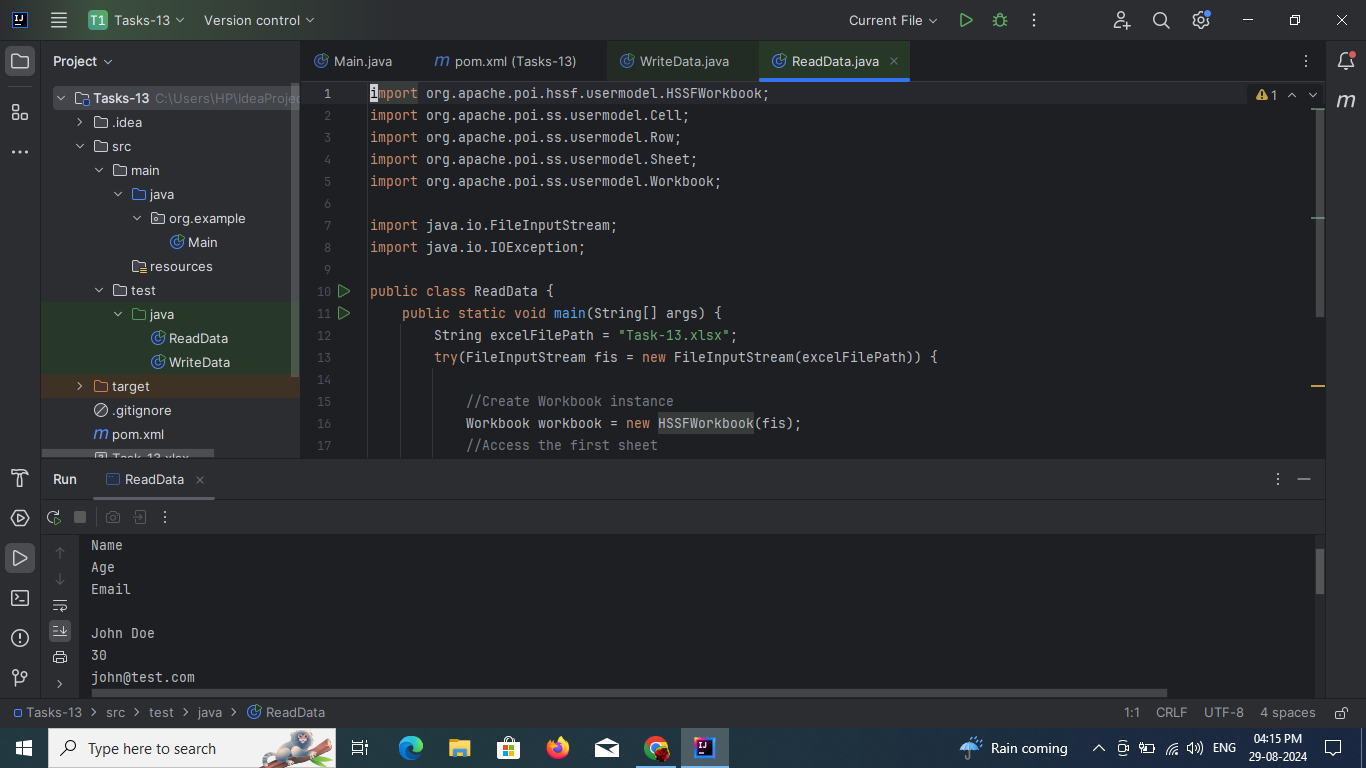 T1 Tasks-13 Version control Current File
Project
Main.java
pom.xml (Tasks-13)
WriteData.java
ReadData.java
Tasks-13 C:\Users\HP\IdeaProjec
.idea
src
main
java
org.example
Main
resources
test
java
ReadData
WriteData
target
.gitignore
pom.xml
Task-13.xlsx
1 import org.apache.poi.hssf.usermodel.HSSFWorkbook;
2 import org.apache.poi.ss.usermodel.Cell;
3 import org.apache.poi.ss.usermodel.Row;
4 import org.apache.poi.ss.usermodel.Sheet;
5 import org.apache.poi.ss.usermodel.Workbook;
6
7 import java.io.FileInputStream;
8 import java.io.IOException;
9
10 public class ReadData {
11 public static void main(String[] args) {
12 String excelFilePath = "Task-13.xlsx";
13 try(FileInputStream fis = new FileInputStream(excelFilePath)) {
14
15 //Create Workbook instance
16 Workbook workbook = new HSSFWorkbook(fis);
17 //Access the first sheet
1
m
Run ReadData
Name
Age
Email
John Doe
30
john@test.com
Tasks-13 > src > test > java > ReadData
1:1 CRLF UTF-8 4 spaces
Type here to search
Rain coming
ENG
04:15 PM
29-08-2024